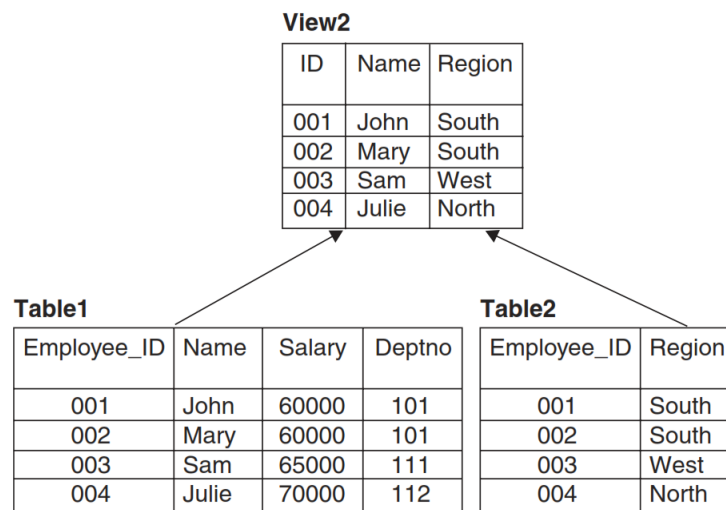 View2
ID Name Region
001 John South
002 Mary South
003 Sam West
004 Julie North
Table1
Employee_ID Name Salary Deptno
001 John 60000 101
002 Mary 60000 101
003 Sam 65000 111
004 Julie 70000 112
Table2
Employee_ID Region
001 South
002 South
003 West
004 North